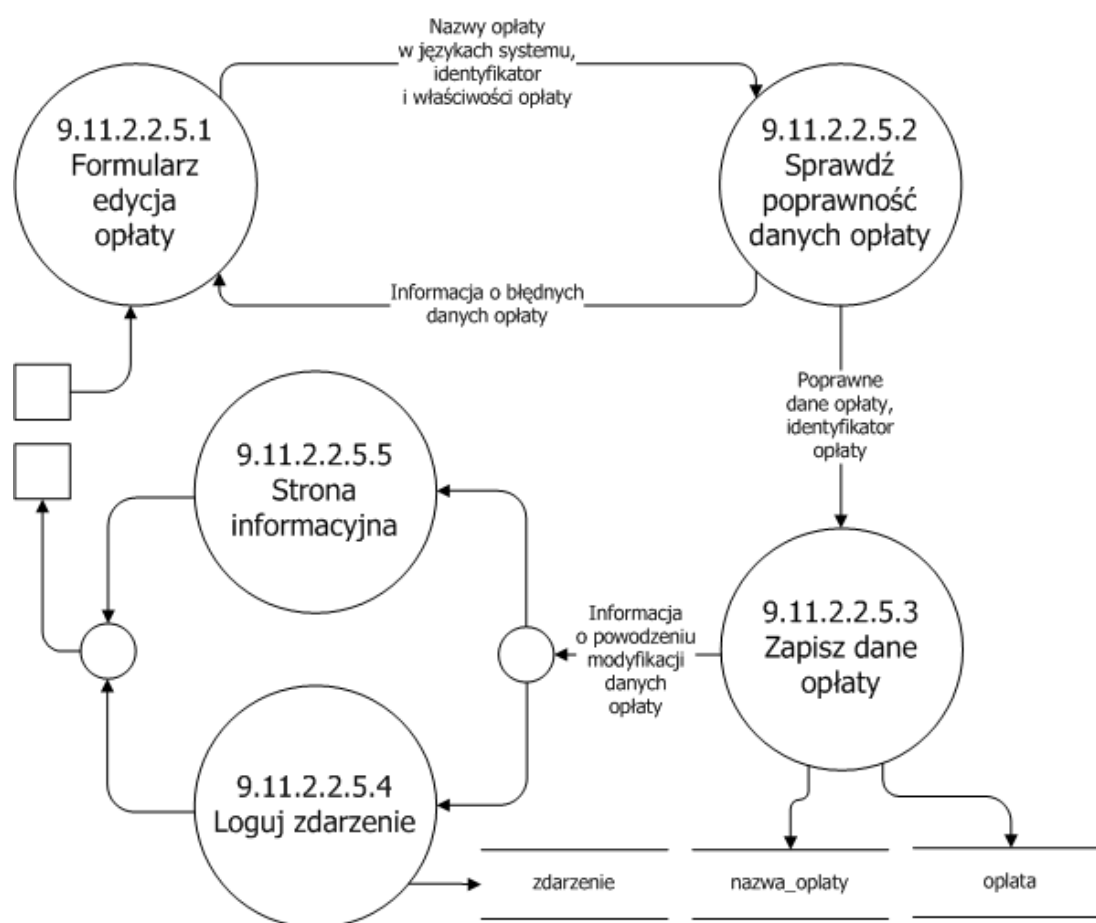 Nazwy opłaty
w językach systemu,
identyfikator
i właściwości opłaty
9.11.2.2.5.1
Formularz
edycja
opłaty
9.11.2.2.5.2
Sprawdź
poprawność
danych opłaty
Informacja o błędnych
danych opłaty
Poprawne
dane opłaty,
identyfikator
opłaty
9.11.2.2.5.5
Strona
informacyjna
9.11.2.2.5.3
Zapisz dane
opłaty
Informacja
o powodzeniu
modyfikacji
danych
opłaty
9.11.2.2.5.4
Loguj zdarzenie
zdarzenie
nazwa_oplaty
oplata